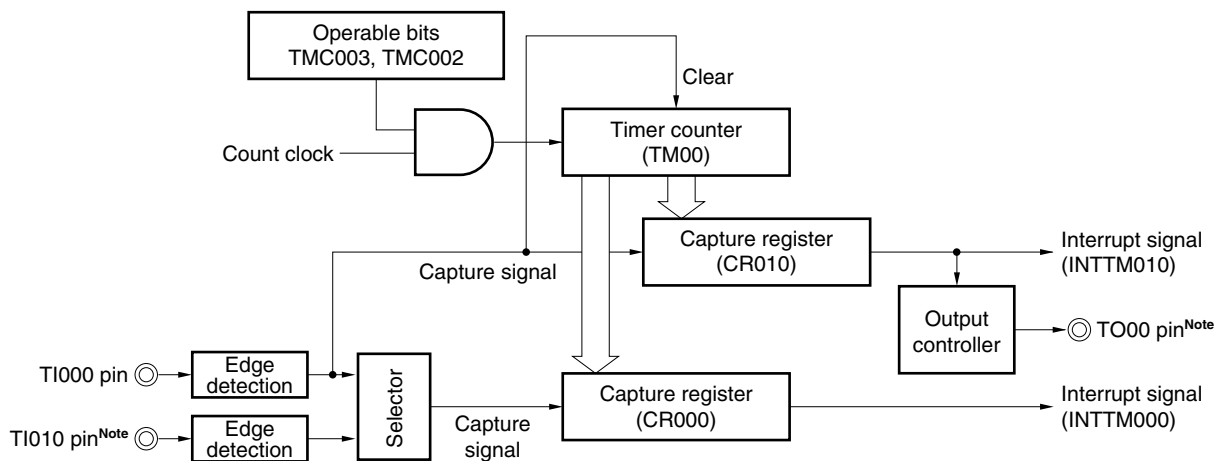 Operable bits
TMC003, TMC002
Clear
Timer counter
(TM00)
Count clock
Capture register
(CR010)
Interrupt signal
(INTTM010)
Capture signal
Output
controller
TO00 pinNote
TI000 pin
Edge
detection
Selector
Capture register
(CR000)
Interrupt signal
(INTTM000)
TI010 pinNote
Edge
detection
Capture
signal